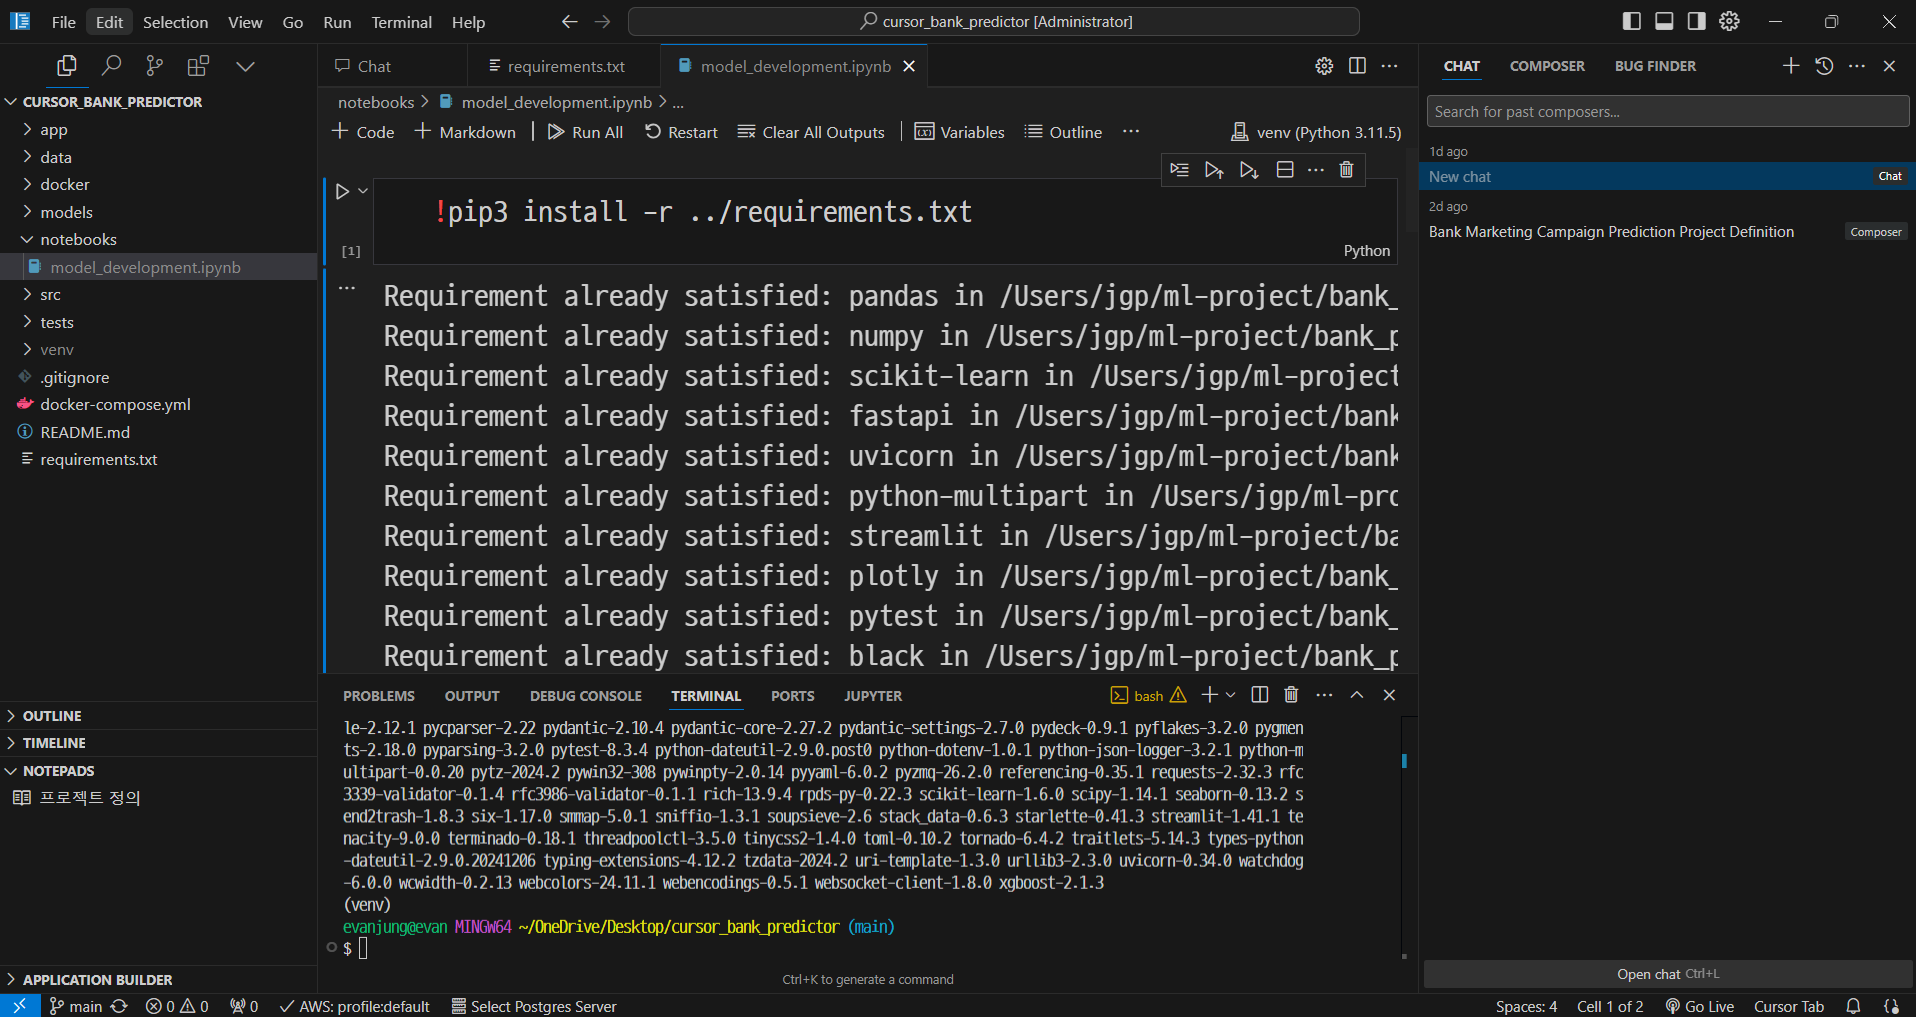 File Edit Selection View Go Run Terminal Help
cursor_bank_predictor [Administrator]
CURSOR_BANK_PREDICTOR
app
data
docker
models
notebooks
model_development.ipynb
src
tests
venv
.gitignore
docker-compose.yml
README.md
requirements.txt
OUTLINE
TIMELINE
NOTEPADS
프로젝트 정의
APPLICATION BUILDER
Chat
requirements.txt
model_development.ipynb
notebooks > model_development.ipynb > ...
+ Code + Markdown Run All Restart Clear All Outputs Variables Outline ...
venv (Python 3.11.5)
!pip3 install -r ../requirements.txt
[1]
Python
Requirement already satisfied: pandas in /Users/jgp/ml-project/bank_
Requirement already satisfied: numpy in /Users/jgp/ml-project/bank_p
Requirement already satisfied: scikit-learn in /Users/jgp/ml-project
Requirement already satisfied: fastapi in /Users/jgp/ml-project/bank
Requirement already satisfied: uvicorn in /Users/jgp/ml-project/bank
Requirement already satisfied: python-multipart in /Users/jgp/ml-pro
Requirement already satisfied: streamlit in /Users/jgp/ml-project/ba
Requirement already satisfied: plotly in /Users/jgp/ml-project/bank_
Requirement already satisfied: pytest in /Users/jgp/ml-project/bank_
Requirement already satisfied: black in /Users/jgp/ml-project/bank_p
PROBLEMS OUTPUT DEBUG CONSOLE TERMINAL PORTS JUPYTER
bash
le-2.12.1 pycparser-2.22 pydantic-2.10.4 pydantic-core-2.27.2 pydantic-settings-2.7.0 pydeck-0.9.1 pyflakes-3.2.0 pygmen
ts-2.18.0 pyparsing-3.2.0 pytest-8.3.4 python-dateutil-2.9.0.post0 python-dotenv-1.0.1 python-json-logger-3.2.1 python-m
ultipart-0.0.20 pytz-2024.2 pywin32-308 pywinpty-2.0.14 pyyaml-6.0.2 pyzmq-26.2.0 referencing-0.35.1 requests-2.32.3 rfc
3339-validator-0.1.4 rfc3986-validator-0.1.1 rich-13.9.4 rpds-py-0.22.3 scikit-learn-1.6.0 scipy-1.14.1 seaborn-0.13.2 s
end2trash-1.8.3 six-1.17.0 smmap-5.0.1 sniffio-1.3.1 soupsieve-2.6 stack_data-0.6.3 starlette-0.41.3 streamlit-1.41.1 te
nacity-9.0.0 terminado-0.18.1 threadpoolctl-3.5.0 tinycss2-1.4.0 toml-0.10.2 tornado-6.4.2 traitlets-5.14.3 types-python
-dateutil-2.9.0.20241206 typing-extensions-4.12.2 tzdata-2024.2 uri-template-1.3.0 urllib3-2.3.0 uvicorn-0.34.0 watchdog
-6.0.0 wcwidth-0.2.13 webcolors-24.11.1 webencodings-0.5.1 websocket-client-1.8.0 xgboost-2.1.3
(venv)
evanjung@evan MINGW64 ~/OneDrive/Desktop/cursor_bank_predictor (main)
$
Ctrl+K to generate a command
CHAT COMPOSER BUG FINDER
Search for past composers...
1d ago
New chat Chat
2d ago
Bank Marketing Campaign Prediction Project Definition Composer
Open chat Ctrl+L
main 0 0 0 AWS: profile:default Select Postgres Server
Spaces: 4 Cell 1 of 2 Go Live Cursor Tab